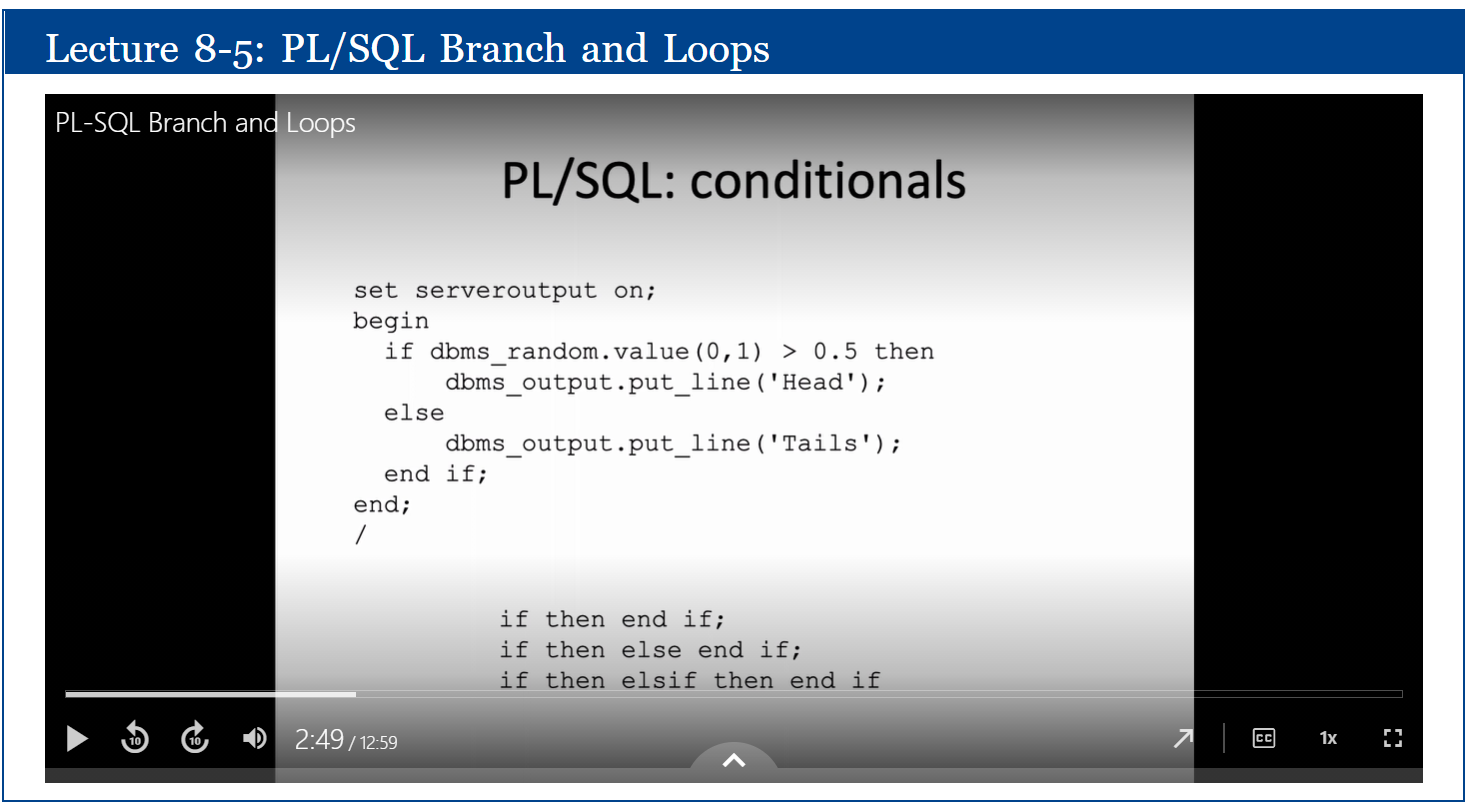 Lecture 8-5: PL/SQL Branch and Loops
PL-SQL Branch and Loops
PL/SQL: conditionals
set serveroutput on;
begin
if dbms_random.value(0,1) > 0.5 then
dbms_output.put_line('Head');
else
dbms_output.put_line('Tails');
end if;
end;
/
if then end if;
if then else end if;
if then elsif then end if
10
10
2:49 / 12:59
CC
1x